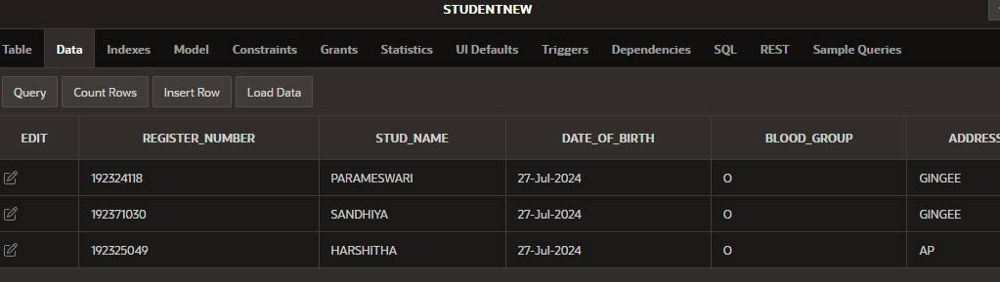 STUDENTNEW
Table Data Indexes Model Constraints Grants Statistics UI Defaults Triggers Dependencies SQL REST Sample Queries
Query Count Rows Insert Row Load Data
EDIT REGISTER_NUMBER STUD_NAME DATE_OF_BIRTH BLOOD_GROUP ADDRESS
192324118 PARAMESWARI 27-Jul-2024 O GINGEE
192371030 SANDHIYA 27-Jul-2024 O GINGEE
192325049 HARSHITHA 27-Jul-2024 O AP